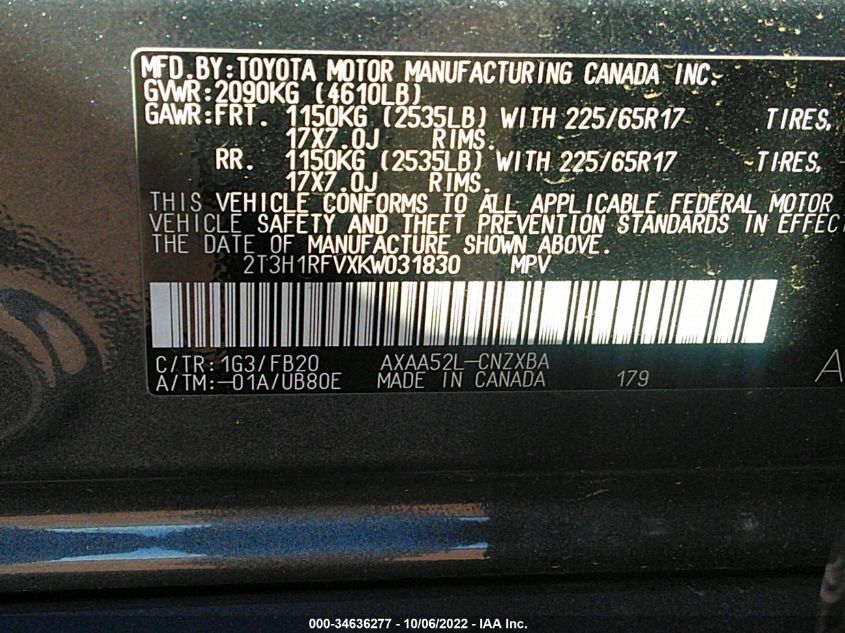 MFD.BY:TOYOTA MOTOR MANUFACTURING CANADA INC.
GVWR:2090KG (4610LB)
GAWR:FRT. 1150KG (2535LB) WITH 225/65R17 TIRES,
17X7.0J RIMS.
RR. 1150KG (2535LB) WITH 225/65R17 TIRES,
17X7.0J RIMS.
THIS VEHICLE CONFORMS TO ALL APPLICABLE FEDERAL MOTOR
VEHICLE SAFETY AND THEFT PREVENTION STANDARDS IN EFFECT
THE DATE OF MANUFACTURE SHOWN ABOVE.
2T3H1RFVXKW031830 MPV
C/TR:1G3/FB20 AXAA52L-CNZXBA
A/TM:-01A/UB80E MADE IN CANADA 179 A
000-34636277 - 10/06/2022 - IAA Inc.